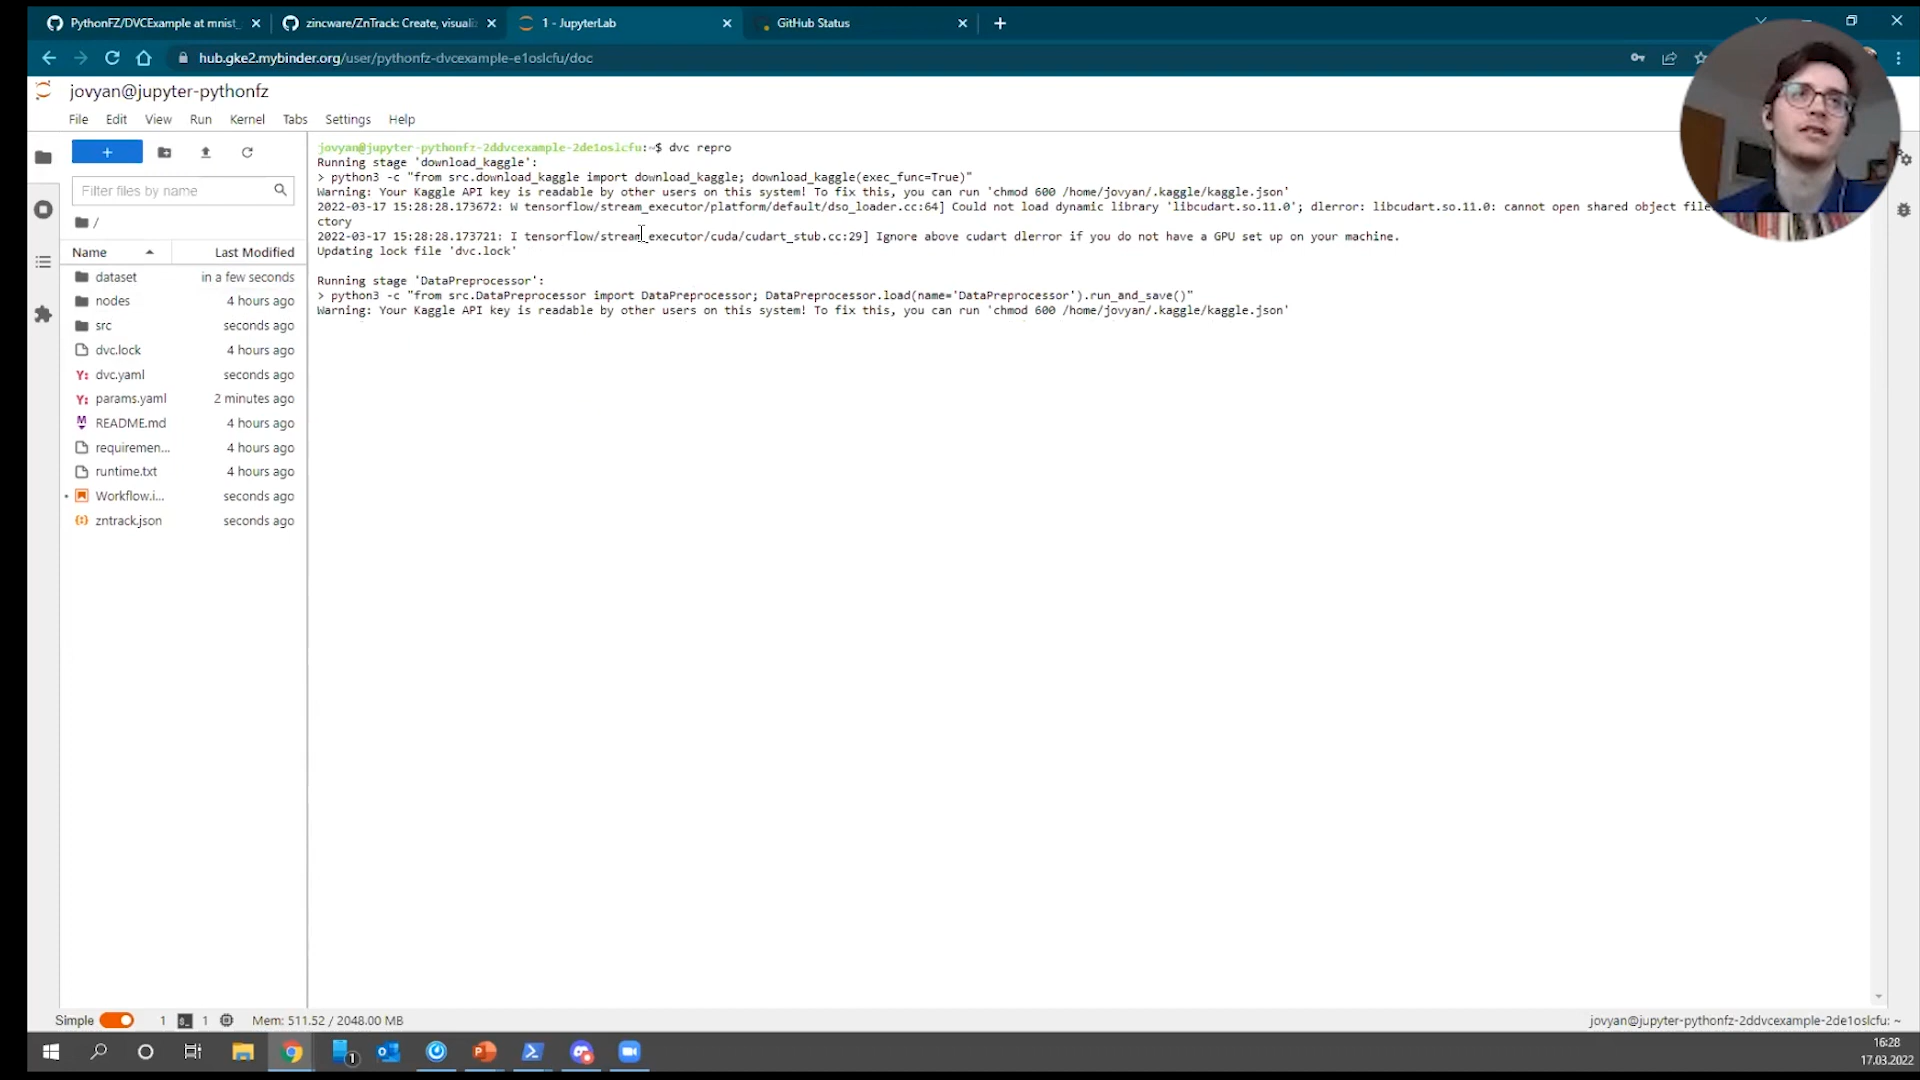 PythonFZ/DVCExample at mnist_
zincware/ZnTrack: Create, visuali
1 - JupyterLab
GitHub Status
hub.gke2.mybinder.org/user/pythonfz-dvcexample-e1oslcfu/doc
jovyan@jupyter-pythonfz
File Edit View Run Kernel Tabs Settings Help
Filter files by name
/
Name Last Modified
dataset in a few seconds
nodes 4 hours ago
src seconds ago
dvc.lock 4 hours ago
dvc.yaml seconds ago
params.yaml 2 minutes ago
README.md 4 hours ago
requiremen... 4 hours ago
runtime.txt 4 hours ago
Workflow.i... seconds ago
zntrack.json seconds ago
jovyan@jupyter-pythonfz-2ddvcexample-2de1oslcfu:~$ dvc repro
Running stage 'download_kaggle':
> python3 -c "from src.download_kaggle import download_kaggle; download_kaggle(exec_func=True)"
Warning: Your Kaggle API key is readable by other users on this system! To fix this, you can run 'chmod 600 /home/jovyan/.kaggle/kaggle.json'
2022-03-17 15:28:28.173672: W tensorflow/stream_executor/platform/default/dso_loader.cc:64] Could not load dynamic library 'libcudart.so.11.0'; dlerror: libcudart.so.11.0: cannot open shared object file
ctory
2022-03-17 15:28:28.173721: I tensorflow/stream_executor/cuda/cudart_stub.cc:29] Ignore above cudart dlerror if you do not have a GPU set up on your machine.
Updating lock file 'dvc.lock'
Running stage 'DataPreprocessor':
> python3 -c "from src.DataPreprocessor import DataPreprocessor; DataPreprocessor.load(name='DataPreprocessor').run_and_save()"
Warning: Your Kaggle API key is readable by other users on this system! To fix this, you can run 'chmod 600 /home/jovyan/.kaggle/kaggle.json'
Simple 1 1 Mem: 511.52 / 2048.00 MB
jovyan@jupyter-pythonfz-2ddvcexample-2de1oslcfu: ~
16:28
17.03.2022